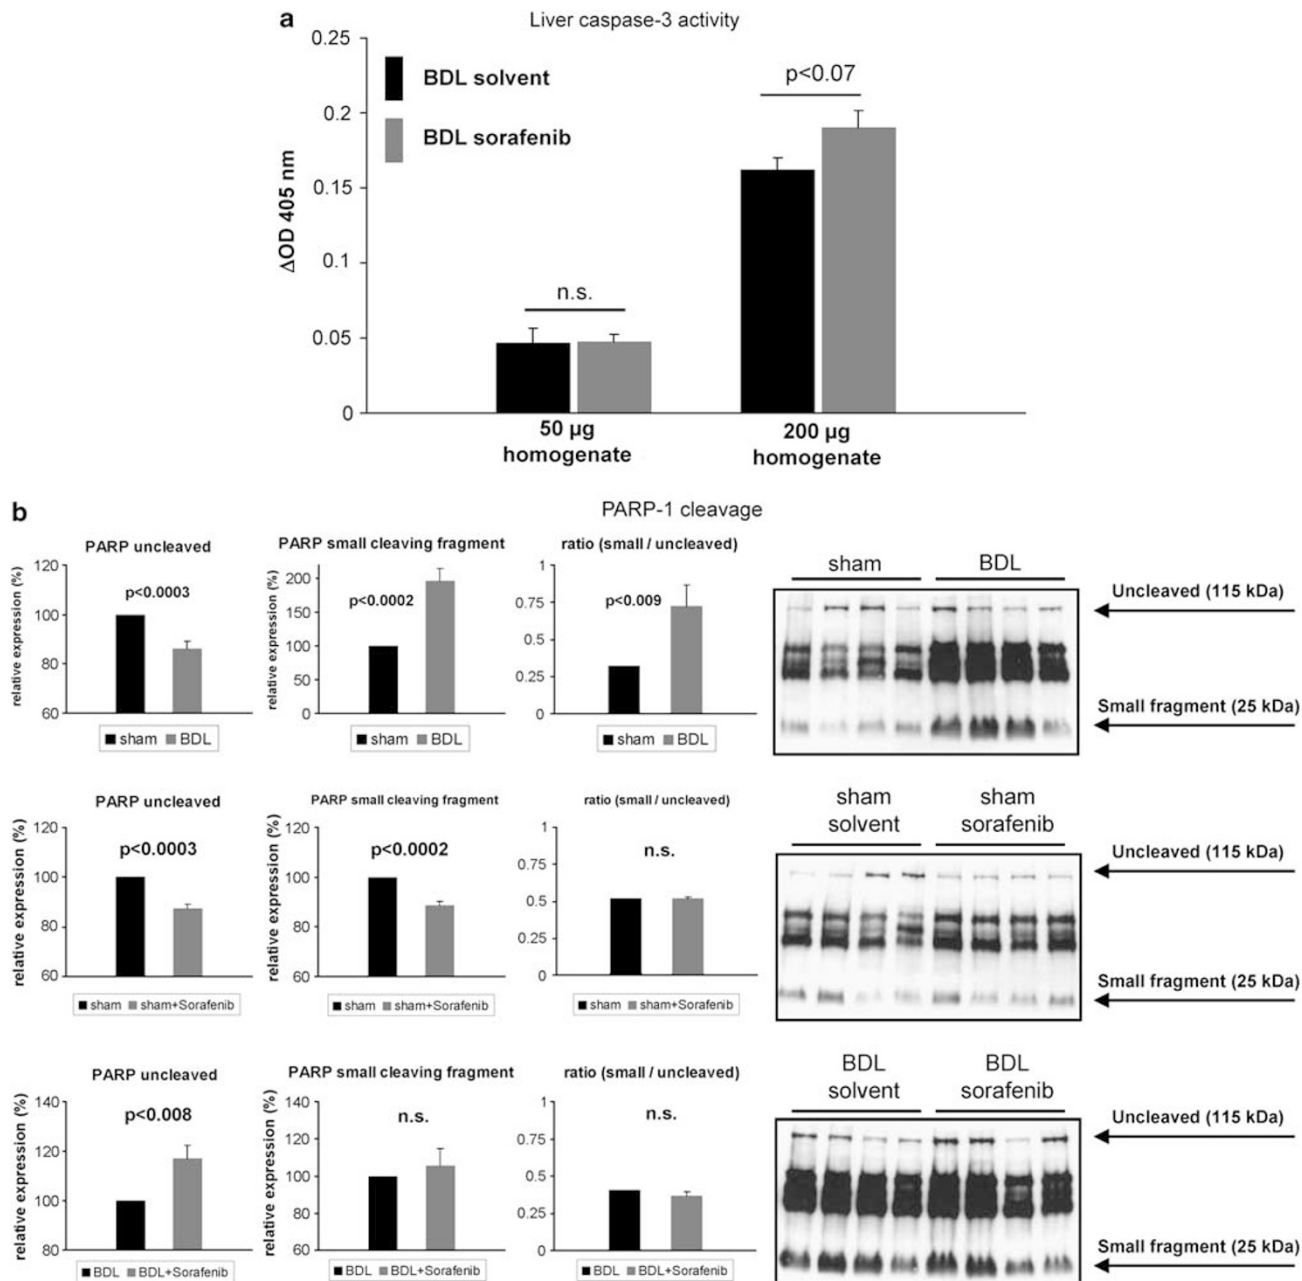 a
Liver caspase-3 activity
0.25
0.2
0.15
0.1
0.05
0
ΔOD 405 nm
BDL solvent
BDL sorafenib
n.s.
p<0.07
50 µg
homogenate
200 µg
homogenate
b
PARP-1 cleavage
PARP uncleaved
relative expression (%)
120
100
80
60
p<0.0003
sham BDL
PARP small cleaving fragment
relative expression (%)
200
150
100
50
0
p<0.0002
sham BDL
ratio (small / uncleaved)
1
0.75
0.5
0.25
0
p<0.009
sham BDL
sham BDL
Uncleaved (115 kDa)
Small fragment (25 kDa)
PARP uncleaved
relative expression (%)
120
100
80
60
p<0.0003
sham sham+Sorafenib
PARP small cleaving fragment
relative expression (%)
120
100
80
60
p<0.0002
sham sham+Sorafenib
ratio (small / uncleaved)
1
0.75
0.5
0.25
0
n.s.
sham sham+Sorafenib
sham
solvent
sham
sorafenib
Uncleaved (115 kDa)
Small fragment (25 kDa)
PARP uncleaved
relative expression (%)
140
120
100
80
p<0.008
BDL BDL+Sorafenib
PARP small cleaving fragment
relative expression (%)
140
120
100
80
60
n.s.
BDL BDL+Sorafenib
ratio (small / uncleaved)
1
0.75
0.5
0.25
0
n.s.
BDL BDL+Sorafenib
BDL
solvent
BDL
sorafenib
Uncleaved (115 kDa)
Small fragment (25 kDa)